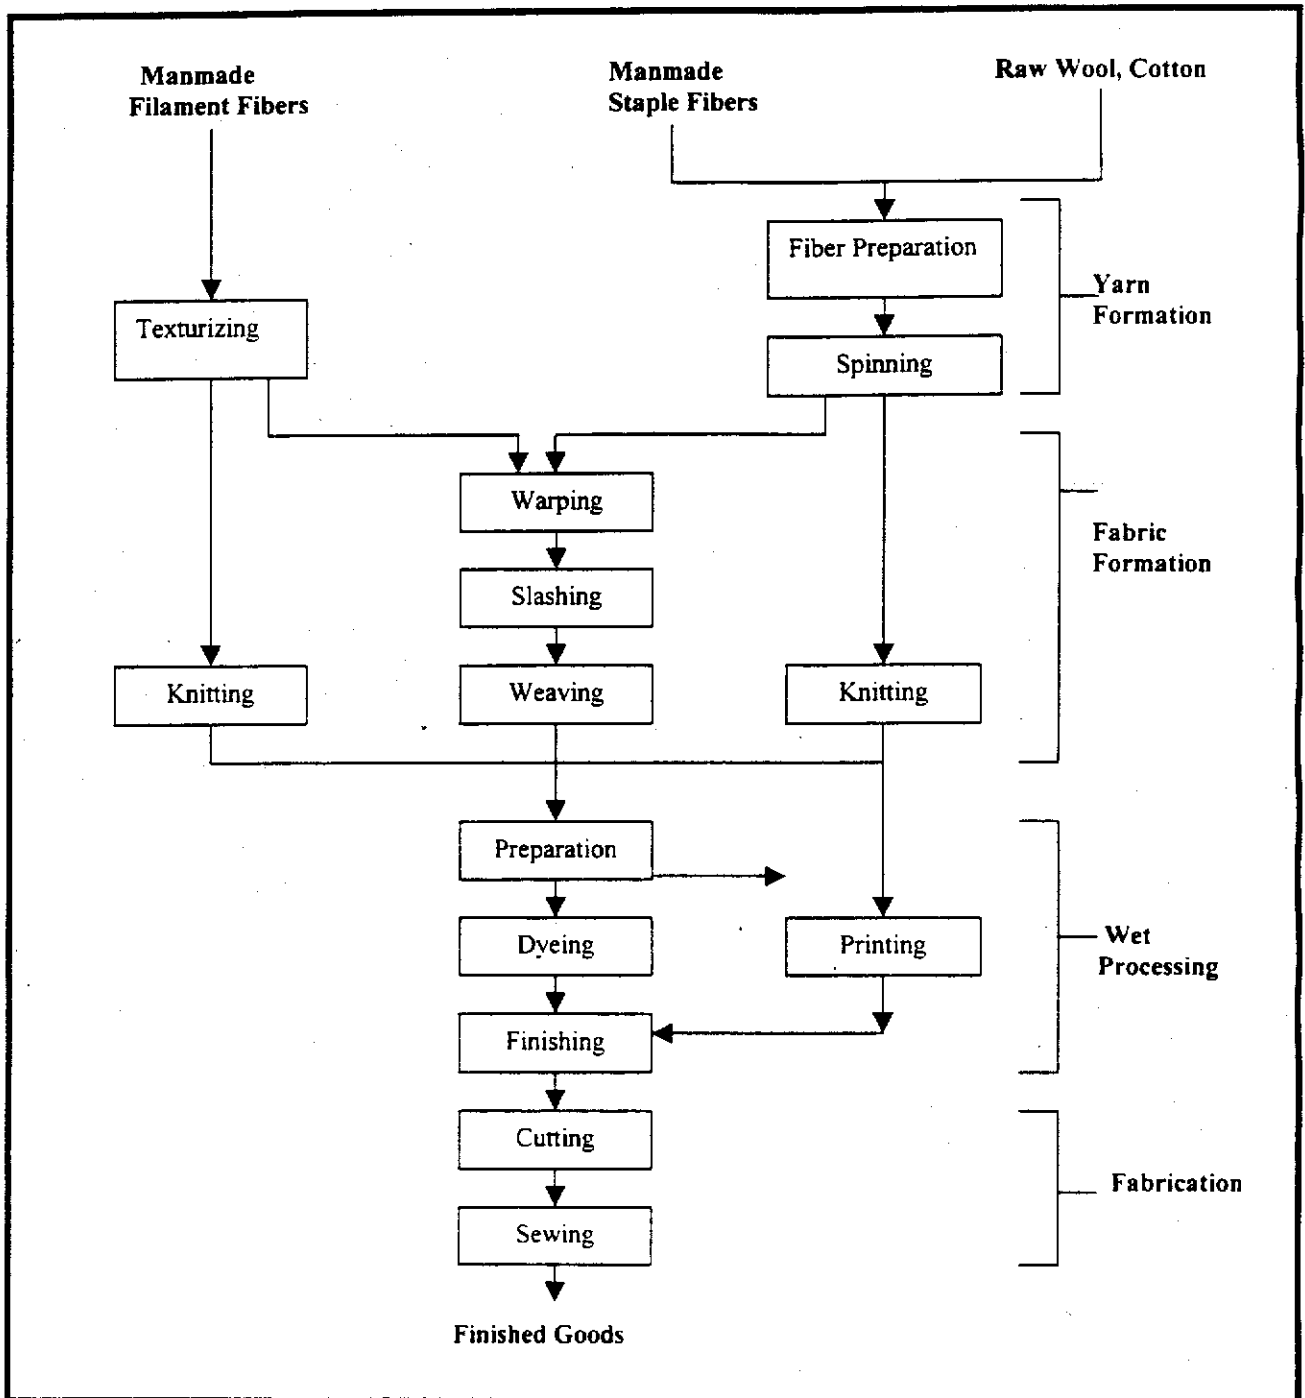 Manmade
Filament Fibers
Manmade
Staple Fibers
Raw Wool, Cotton
Fiber Preparation
Yarn
Formation
Texturizing
Spinning
Warping
Fabric
Formation
Slashing
Knitting
Weaving
Knitting
Preparation
Dyeing
Printing
Wet
Processing
Finishing
Cutting
Fabrication
Sewing
Finished Goods